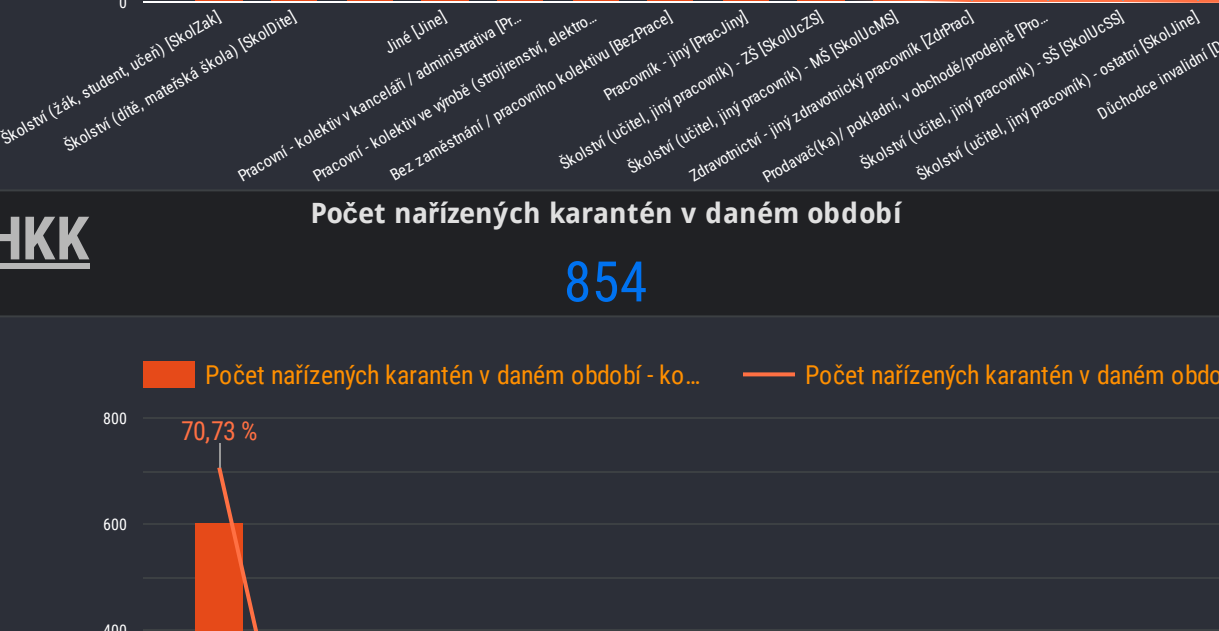 0
Školství (žák, student, učeň) [SkolZak]
Školství (dítě, mateřská škola) [SkolDite]
Jiné [Jine]
Pracovní - kolektiv v kanceláři / administrativa [Pr...
Pracovní - kolektiv ve výrobě (strojírenství, elektro...
Bez zaměstnání / pracovního kolektivu [BezPrace]
Pracovník - jiný [PracJiny]
Školství (učitel, jiný pracovník) - ZŠ [SkolUcZS]
Školství (učitel, jiný pracovník) - MŠ [SkolUcMS]
Zdravotnictví - jiný zdravotnický pracovník [ZdrPrac]
Prodavač(ka)/ pokladní, v obchodě/prodejně [Pro...
Školství (učitel, jiný pracovník) - SŠ [SkolUcSS]
Školství (učitel, jiný pracovník) - ostatní [SkolJine]
Důchodce invalidní [D
HKK
Počet nařízených karantén v daném období
854
Počet nařízených karantén v daném období - ko...
Počet nařízených karantén v daném obdo
800
70,73 %
600
400